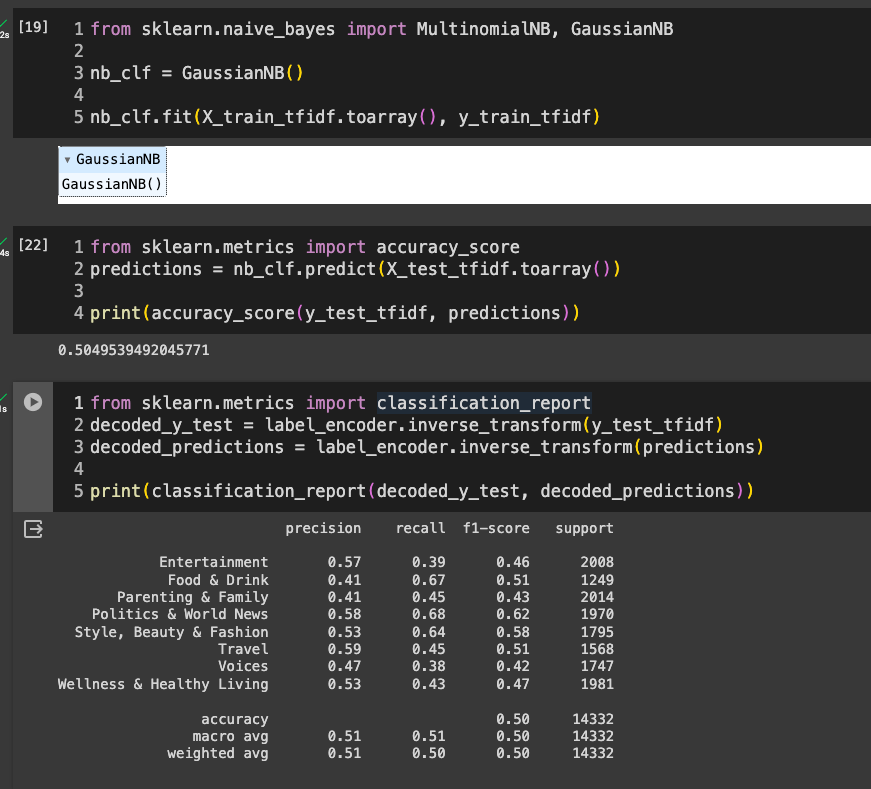 2s [19] 1 from sklearn.naive_bayes import MultinomialNB, GaussianNB
2
3 nb_clf = GaussianNB()
4
5 nb_clf.fit(X_train_tfidf.toarray(), y_train_tfidf)
▾ GaussianNB
GaussianNB()
4s [22] 1 from sklearn.metrics import accuracy_score
2 predictions = nb_clf.predict(X_test_tfidf.toarray())
3
4 print(accuracy_score(y_test_tfidf, predictions))
0.5049539492045771
1s 1 from sklearn.metrics import classification_report
2 decoded_y_test = label_encoder.inverse_transform(y_test_tfidf)
3 decoded_predictions = label_encoder.inverse_transform(predictions)
4
5 print(classification_report(decoded_y_test, decoded_predictions))
precision recall f1-score support
Entertainment 0.57 0.39 0.46 2008
Food & Drink 0.41 0.67 0.51 1249
Parenting & Family 0.41 0.45 0.43 2014
Politics & World News 0.58 0.68 0.62 1970
Style, Beauty & Fashion 0.53 0.64 0.58 1795
Travel 0.59 0.45 0.51 1568
Voices 0.47 0.38 0.42 1747
Wellness & Healthy Living 0.53 0.43 0.47 1981
accuracy 0.50 14332
macro avg 0.51 0.51 0.50 14332
weighted avg 0.51 0.50 0.50 14332